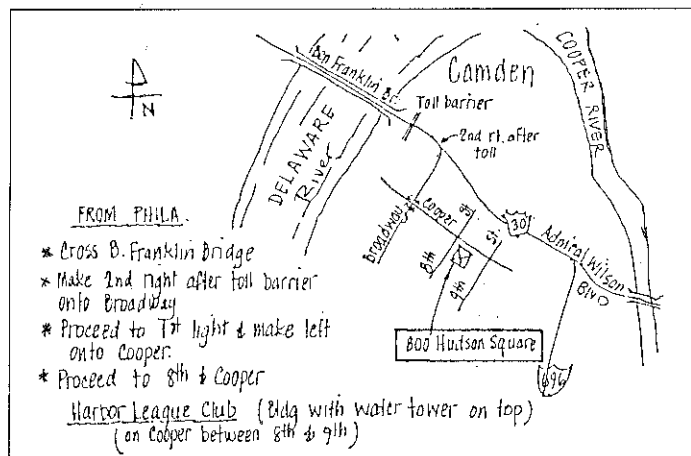 N
Ben Franklin Br.
Camden
COOPER RIVER
Toll barrier
2nd rt. after
toll
DELAWARE
River
Broadway
Cooper
8th
St.
9th
St.
30
Admiral Wilson
Blvd
800 Hudson Square
FROM PHILA.
* Cross B. Franklin Bridge
* Make 2nd right after toll barrier
onto Broadway
* Proceed to 1st light & make left
onto Cooper.
* Proceed to 8th & Cooper
Harbor League Club (Bldg with water tower on top)
(on Cooper between 8th & 9th)